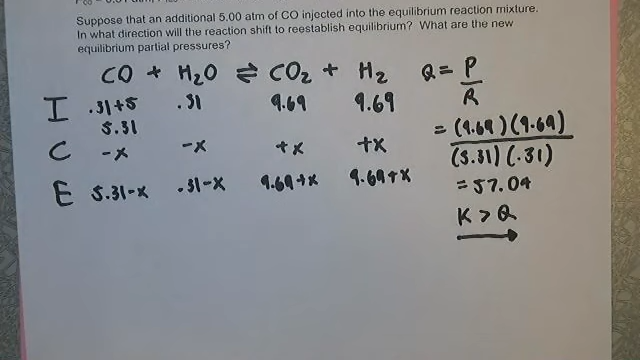 Suppose that an additional 5.00 atm of CO injected into the equilibrium reaction mixture.
In what direction will the reaction shift to reestablish equilibrium? What are the new
equilibrium partial pressures?
CO + H₂O ⇌ CO₂ + H₂ Q = P/R
I .31+5 .31 9.69 9.69
5.31
= (9.69)(9.69)/(5.31)(.31)
C -x -x +x +x
= 57.04
E 5.31-x .31-x 9.69+x 9.69+x
K > Q
→